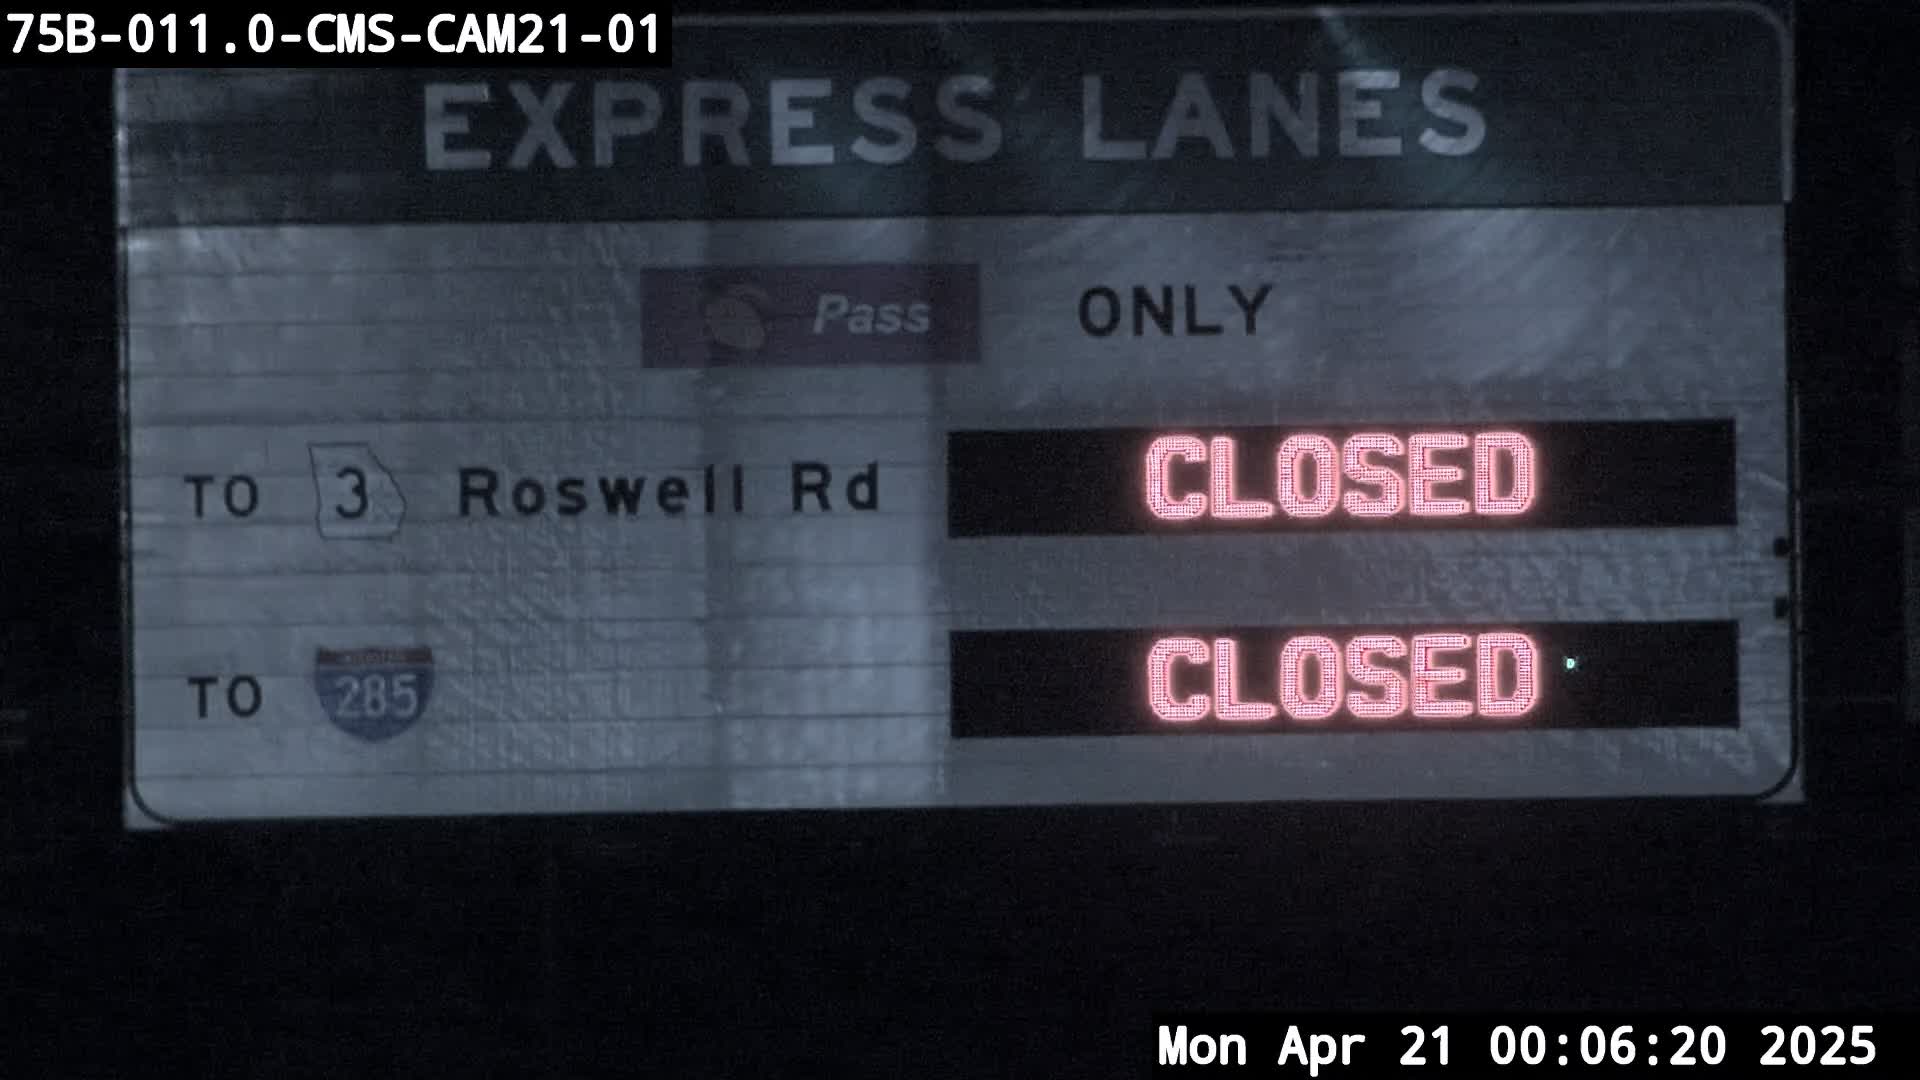 75B-011.0-CMS-CAM21-01
EXPRESS LANES
Pass ONLY
TO 3 Roswell Rd CLOSED
TO 285 CLOSED
Mon Apr 21 00:06:20 2025